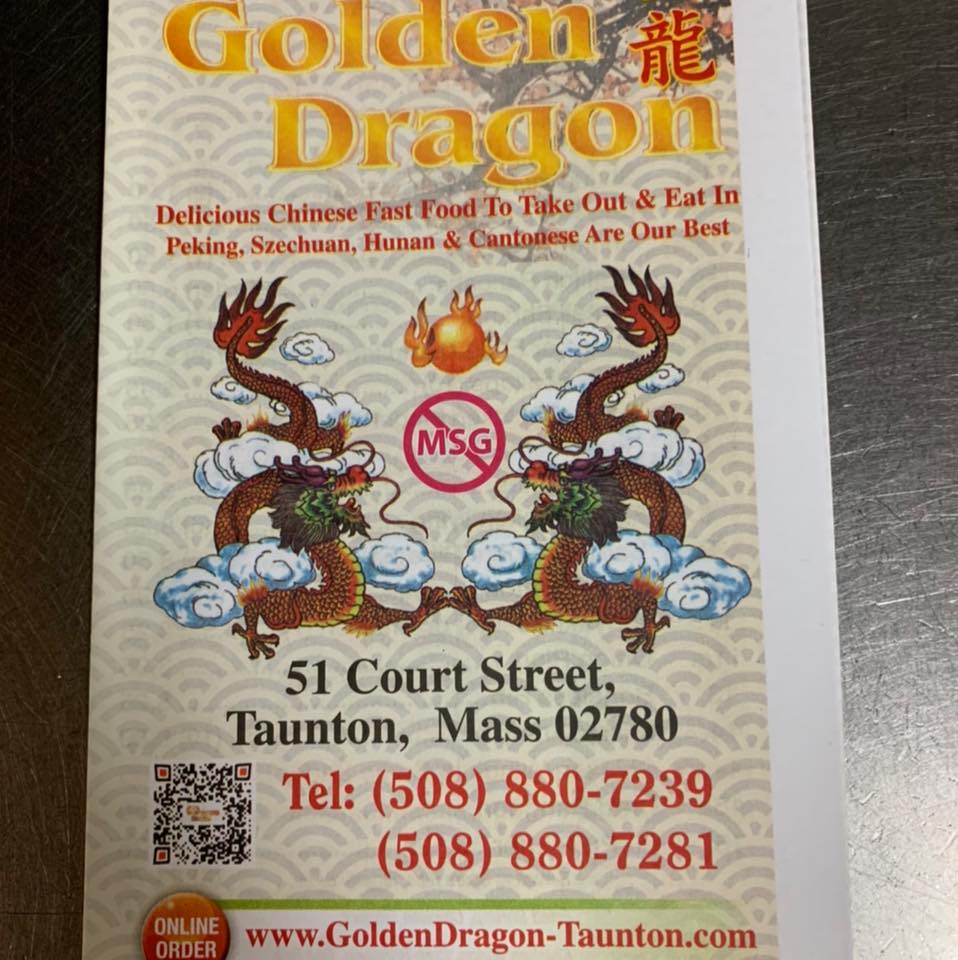 Golden
龍
Dragon
Delicious Chinese Fast Food To Take Out & Eat In
Peking, Szechuan, Hunan & Cantonese Are Our Best
MSG
51 Court Street,
Taunton, Mass 02780
Tel: (508) 880-7239
(508) 880-7281
ONLINE
ORDER
www.GoldenDragon-Taunton.com